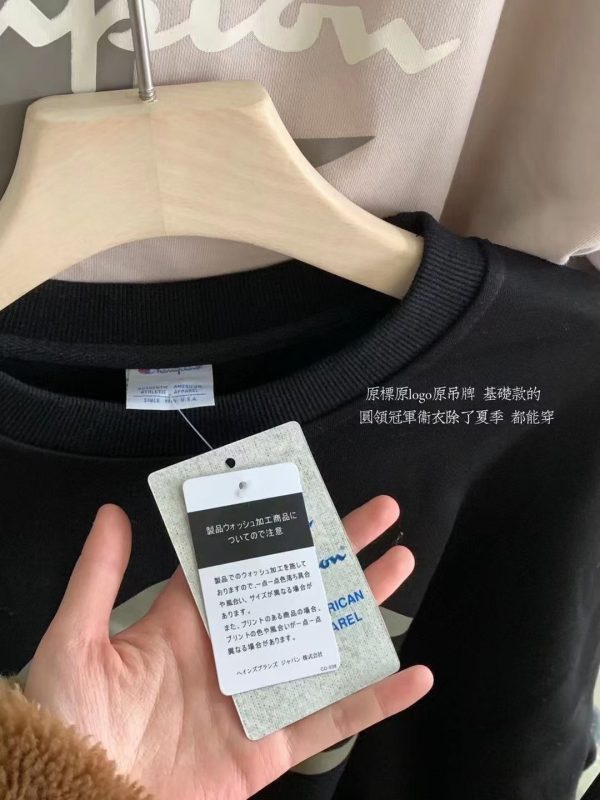 Champion
AUTHENTIC AMERICAN
ATHLETIC APPAREL
原標原logo原吊牌 基礎款的
圓領冠軍衛衣除了夏季 都能穿
製品ウォッシュ加工商品に
ついてので注意
製品でのウォッシュ加工を施して
おりますので、一点一点色落ち具合
や風合い、サイズが異なる場合が
あります。
また、プリントのある商品の場合、
プリントの色や風合いが一点一点
異なる場合があります。
ヘインズブランズ ジャパン 株式会社
CO-038